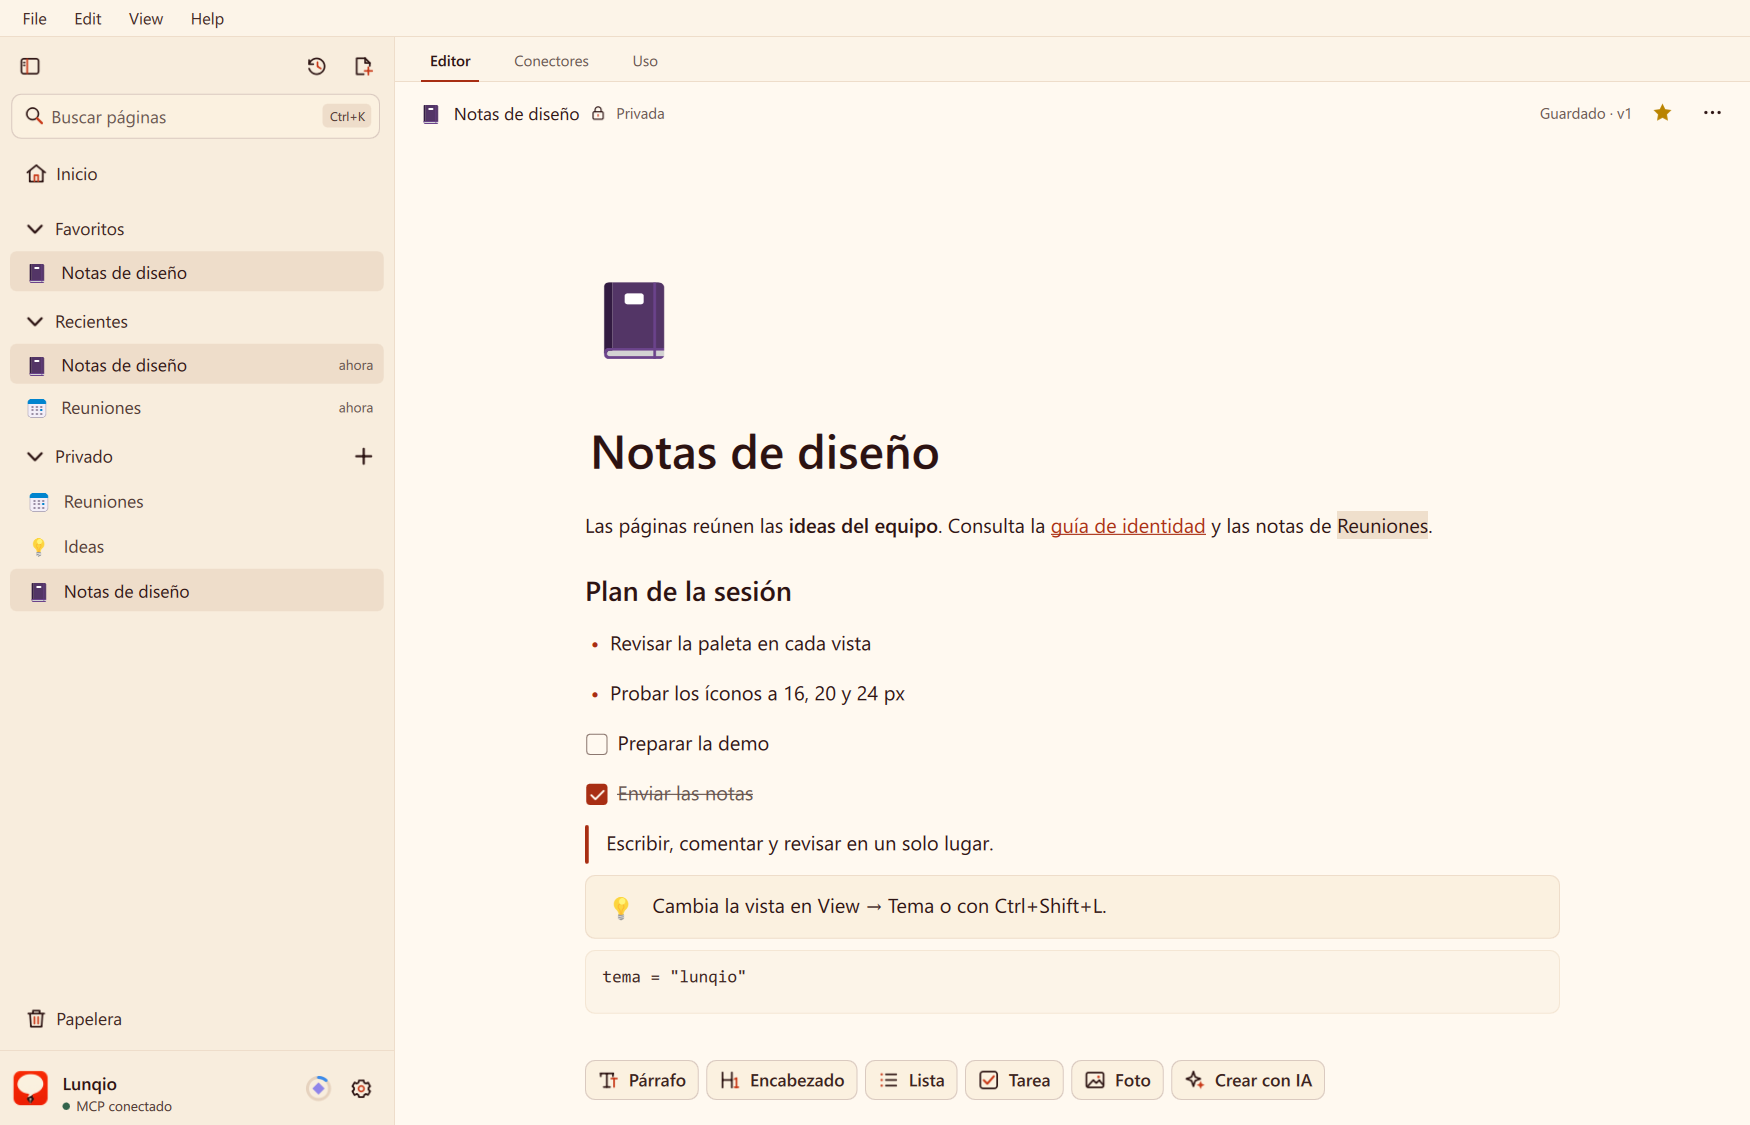 File Edit View Help
Buscar páginas Ctrl+K
Inicio
Favoritos
Notas de diseño
Recientes
Notas de diseño ahora
Reuniones ahora
Privado
Reuniones
Ideas
Notas de diseño
Papelera
Lunqio
MCP conectado
Editor Conectores Uso
Notas de diseño Privada Guardado · v1
Notas de diseño
Las páginas reúnen las ideas del equipo. Consulta la guía de identidad y las notas de Reuniones.
Plan de la sesión
• Revisar la paleta en cada vista
• Probar los íconos a 16, 20 y 24 px
Preparar la demo
Enviar las notas
Escribir, comentar y revisar en un solo lugar.
Cambia la vista en View → Tema o con Ctrl+Shift+L.
tema = "lunqio"
Párrafo Encabezado Lista Tarea Foto Crear con IA